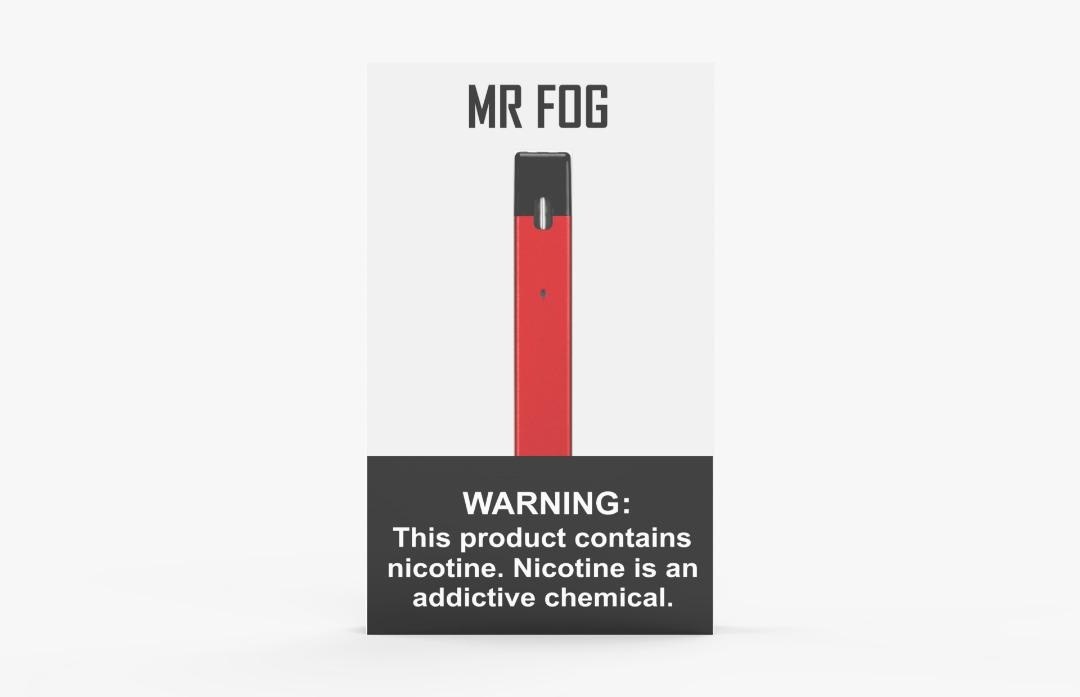 MR FOG
WARNING:
This product contains
nicotine. Nicotine is an
addictive chemical.